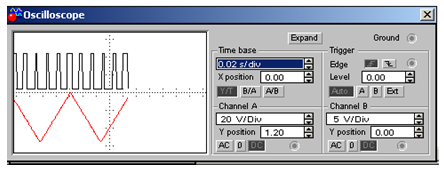 Oscilloscope
Expand
Ground
Time base
0.02 s/div
X position 0.00
Y/T B/A A/B
Trigger
Edge
Level 0.00
Auto A B Ext
Channel A
20 V/Div
Y position 1.20
AC 0 DC
Channel B
5 V/Div
Y position 0.00
AC 0 DC